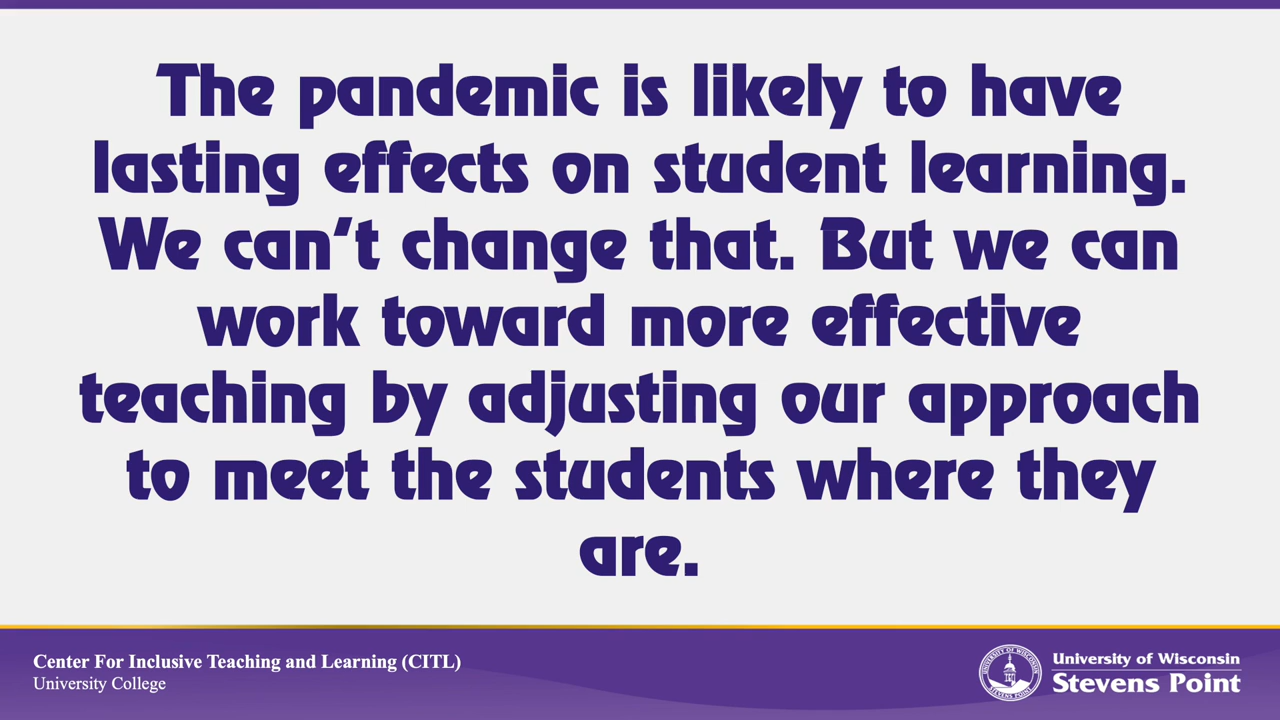 The pandemic is likely to have
lasting effects on student learning.
We can’t change that. But we can
work toward more effective
teaching by adjusting our approach
to meet the students where they
are.
Center For Inclusive Teaching and Learning (CITL)
University College
University of Wisconsin
Stevens Point